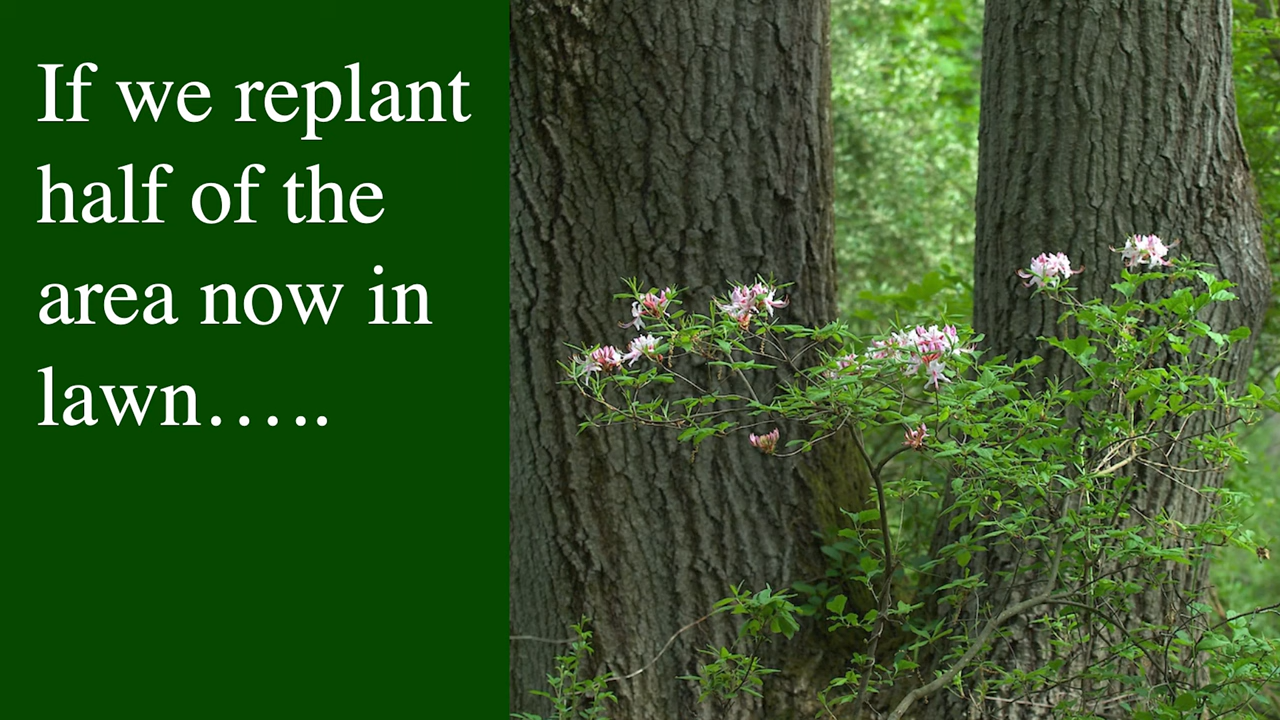 If we replant
half of the
area now in
lawn…..